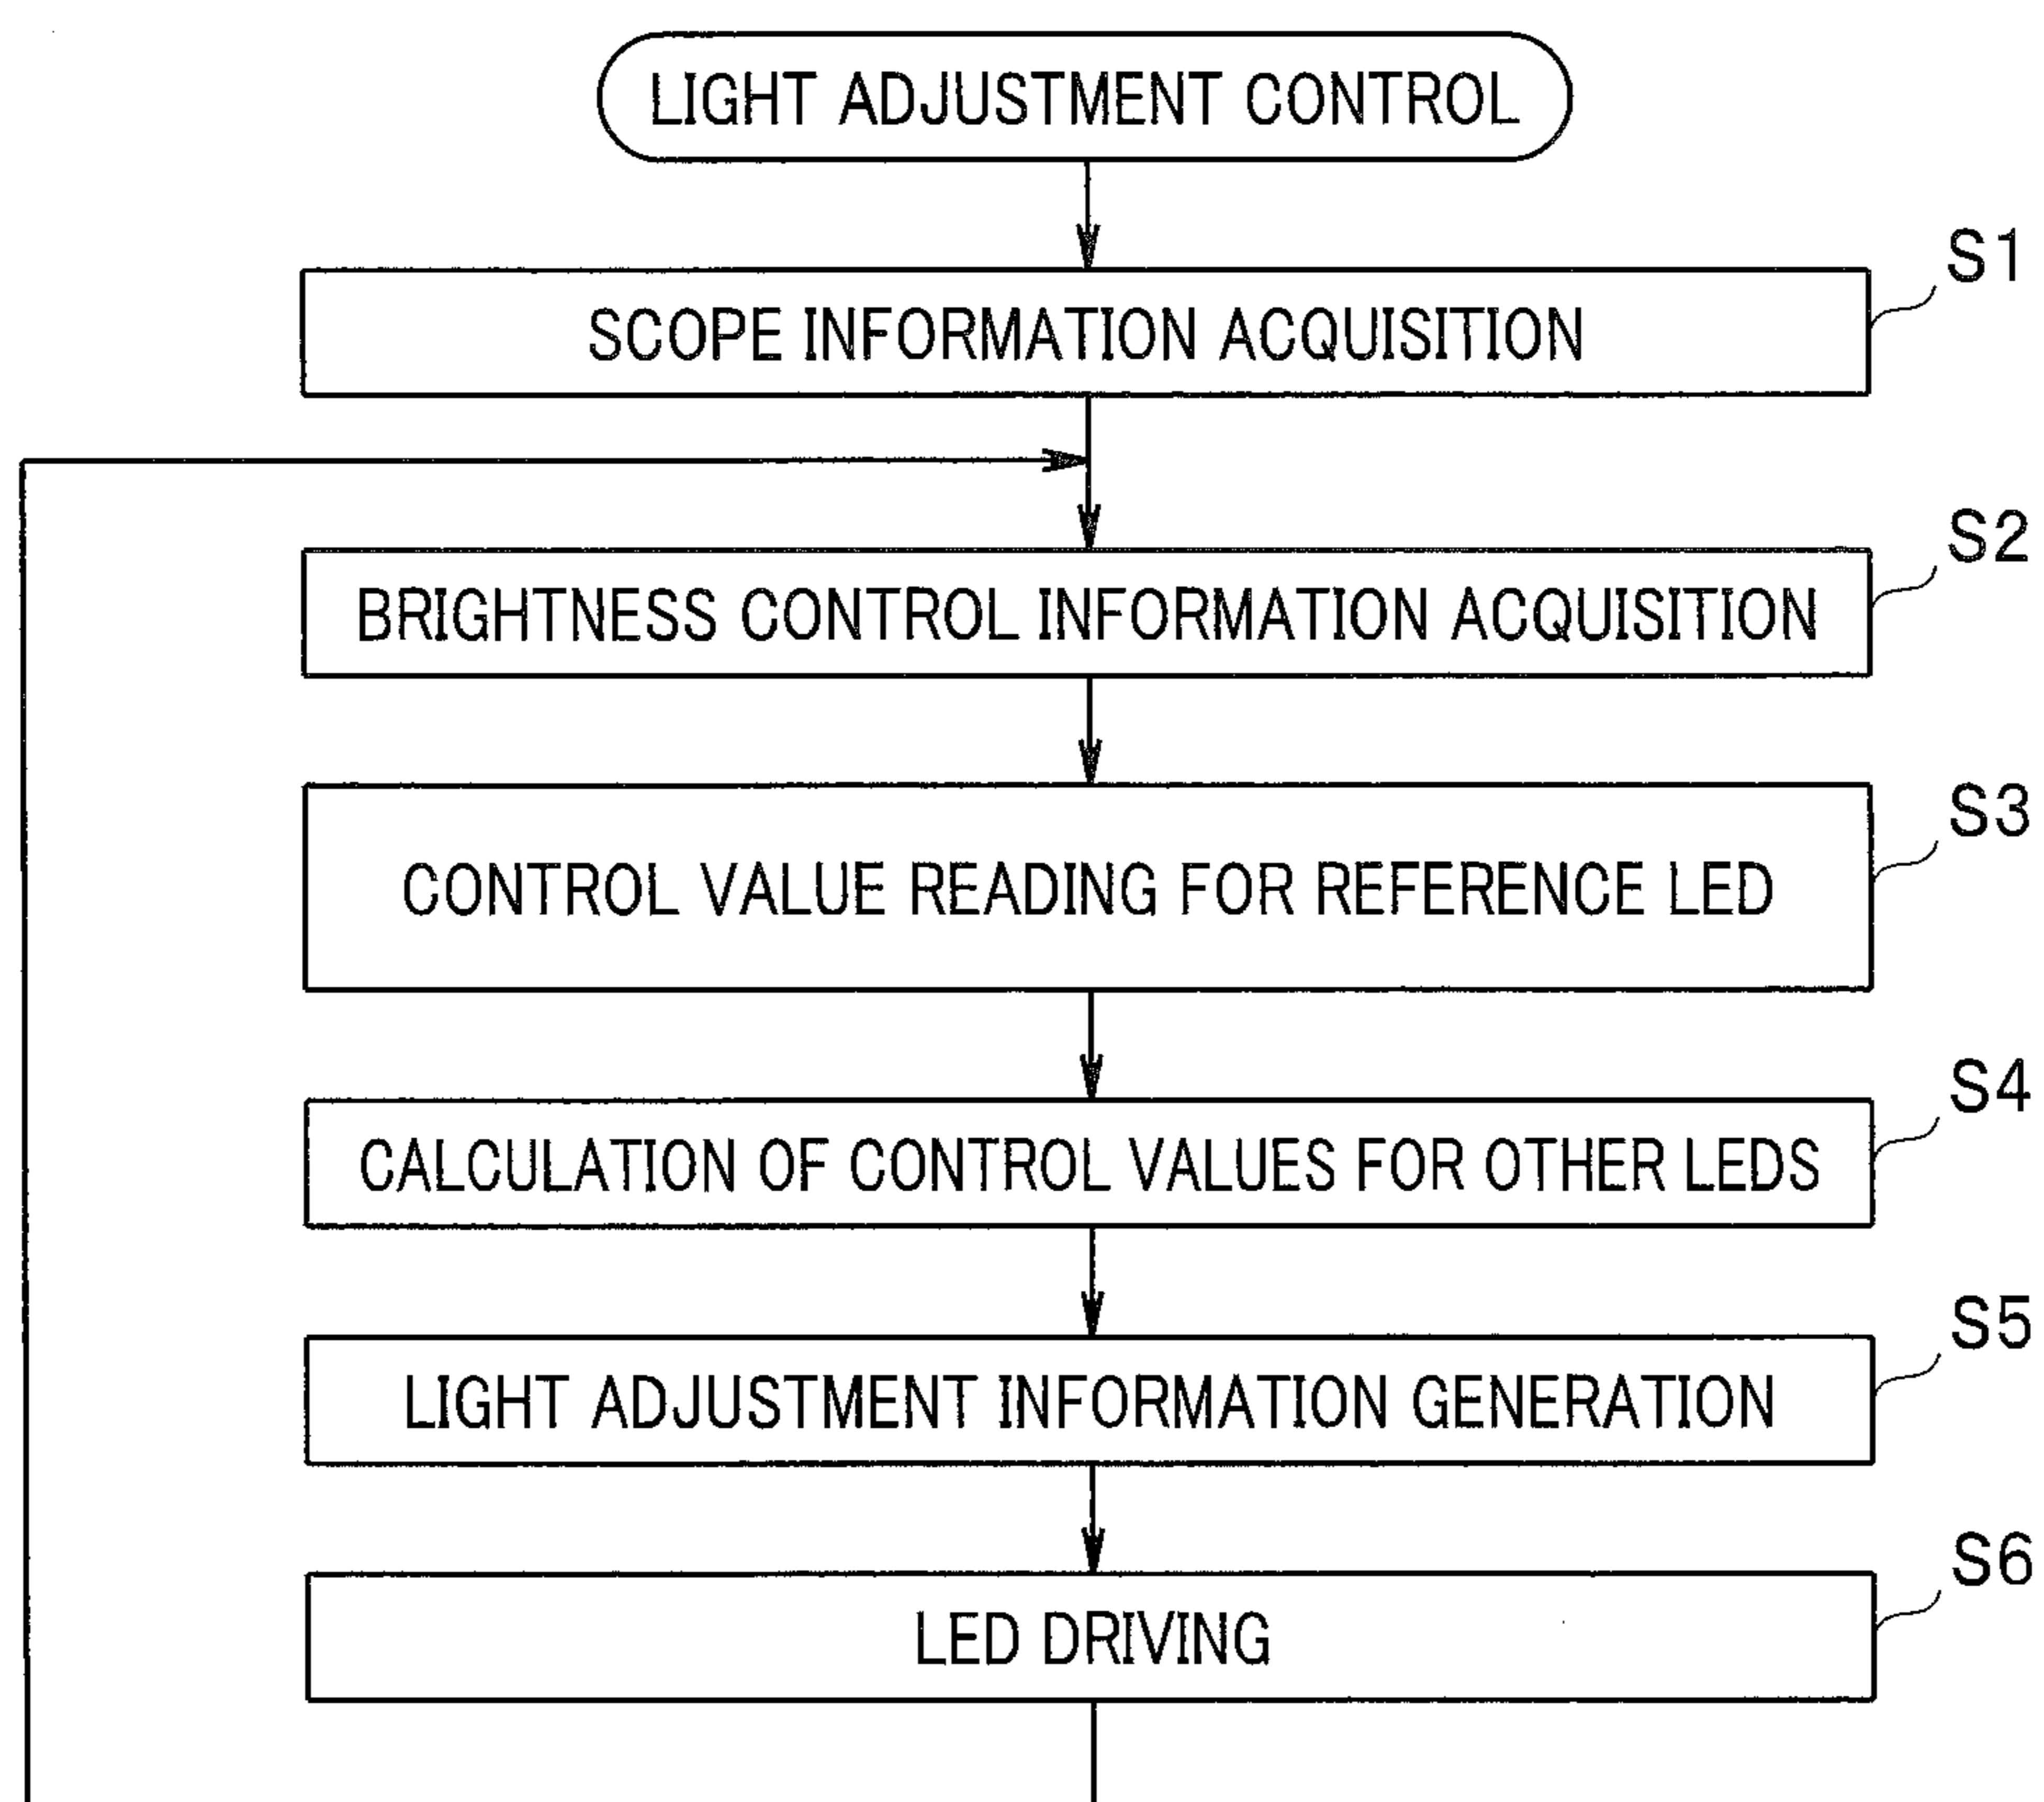 LIGHT ADJUSTMENT CONTROL
S1
SCOPE INFORMATION ACQUISITION
S2
BRIGHTNESS CONTROL INFORMATION ACQUISITION
S3
CONTROL VALUE READING FOR REFERENCE LED
S4
CALCULATION OF CONTROL VALUES FOR OTHER LEDS
S5
LIGHT ADJUSTMENT INFORMATION GENERATION
S6
LED DRIVING